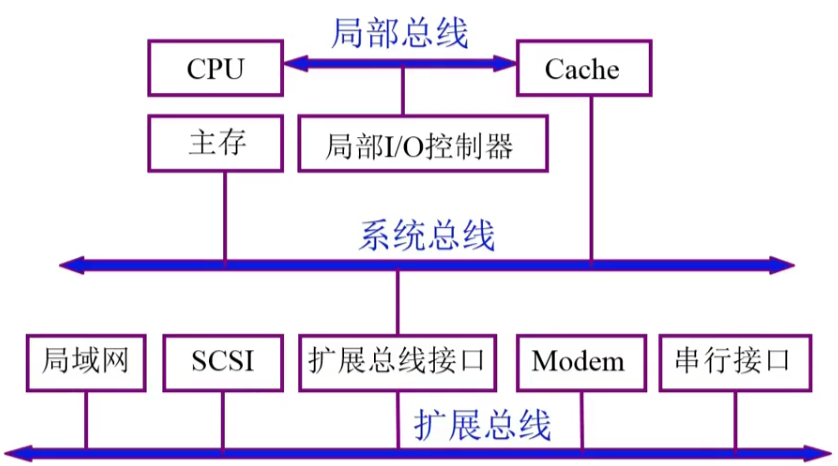 局部总线
CPU
Cache
主存
局部I/O控制器
系统总线
局域网
SCSI
扩展总线接口
Modem
串行接口
扩展总线